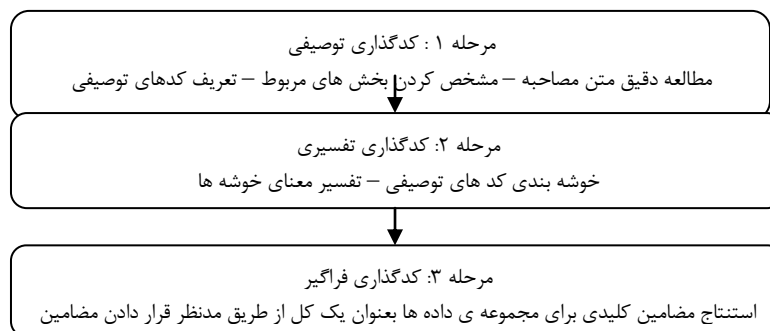 مرحله ۱ : کدگذاری توصیفی
مطالعه دقیق متن مصاحبه – مشخص کردن بخش های مربوط – تعریف کدهای توصیفی
مرحله ۲: کدگذاری تفسیری
خوشه بندی کد های توصیفی – تفسیر معنای خوشه ها
مرحله ۳: کدگذاری فراگیر
استنتاج مضامین کلیدی برای مجموعه ی داده ها بعنوان یک کل از طریق مدنظر قرار دادن مضامین